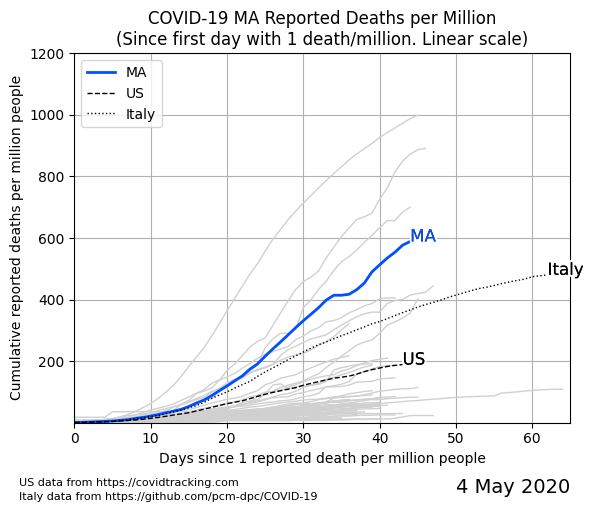 COVID-19 MA Reported Deaths per Million
(Since first day with 1 death/million. Linear scale)
Cumulative reported deaths per million people
1200
1000
800
600
400
200
MA
US
Italy
MA
Italy
US
0
10
20
30
40
50
60
Days since 1 reported death per million people
US data from https://covidtracking.com
Italy data from https://github.com/pcm-dpc/COVID-19
4 May 2020